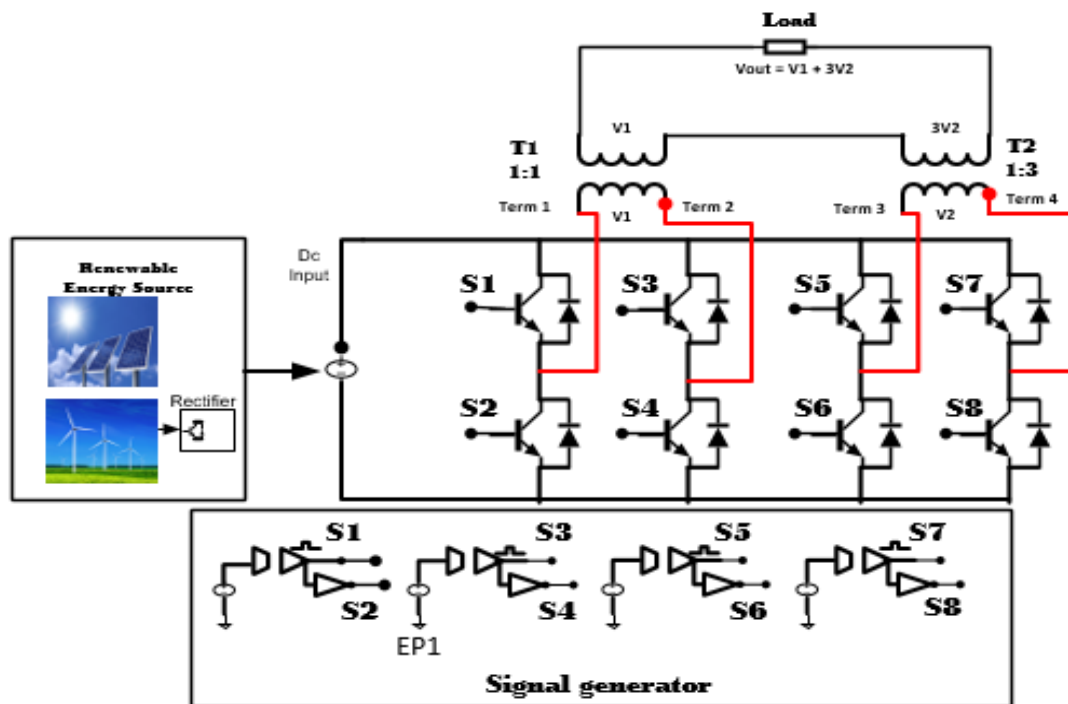 Load
Vout = V1 + 3V2
V1
3V2
T1
1:1
T2
1:3
Term 1
V1
Term 2
Term 3
V2
Term 4
Renewable
Energy Source
Rectifier
Dc
Input
S1
S3
S5
S7
S2
S4
S6
S8
S1
S3
S5
S7
S2
S4
S6
S8
EP1
Signal generator